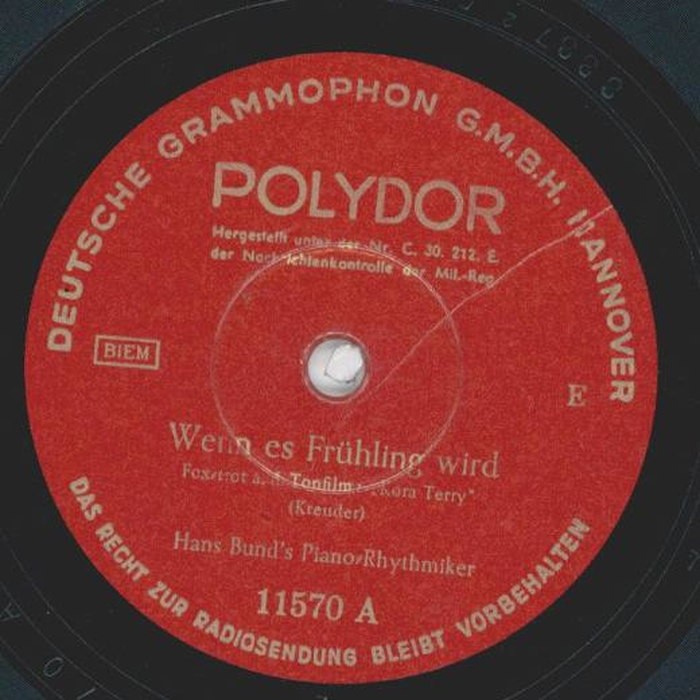 DEUTSCHE GRAMMOPHON G.M.B.H. HANNOVER
POLYDOR
Hergestellt unter der Nr. C. 30. 212. E.
der Nachrichtenkontrolle der Mil.-Reg.
BIEM
E
Wenn es Frühling wird
Foxtrot a. d. Tonfilm: "Kora Terry"
(Kreuder)
Hans Bund's Piano-Rhythmiker
11570 A
DAS RECHT ZUR RADIOSENDUNG BLEIBT VORBEHALTEN